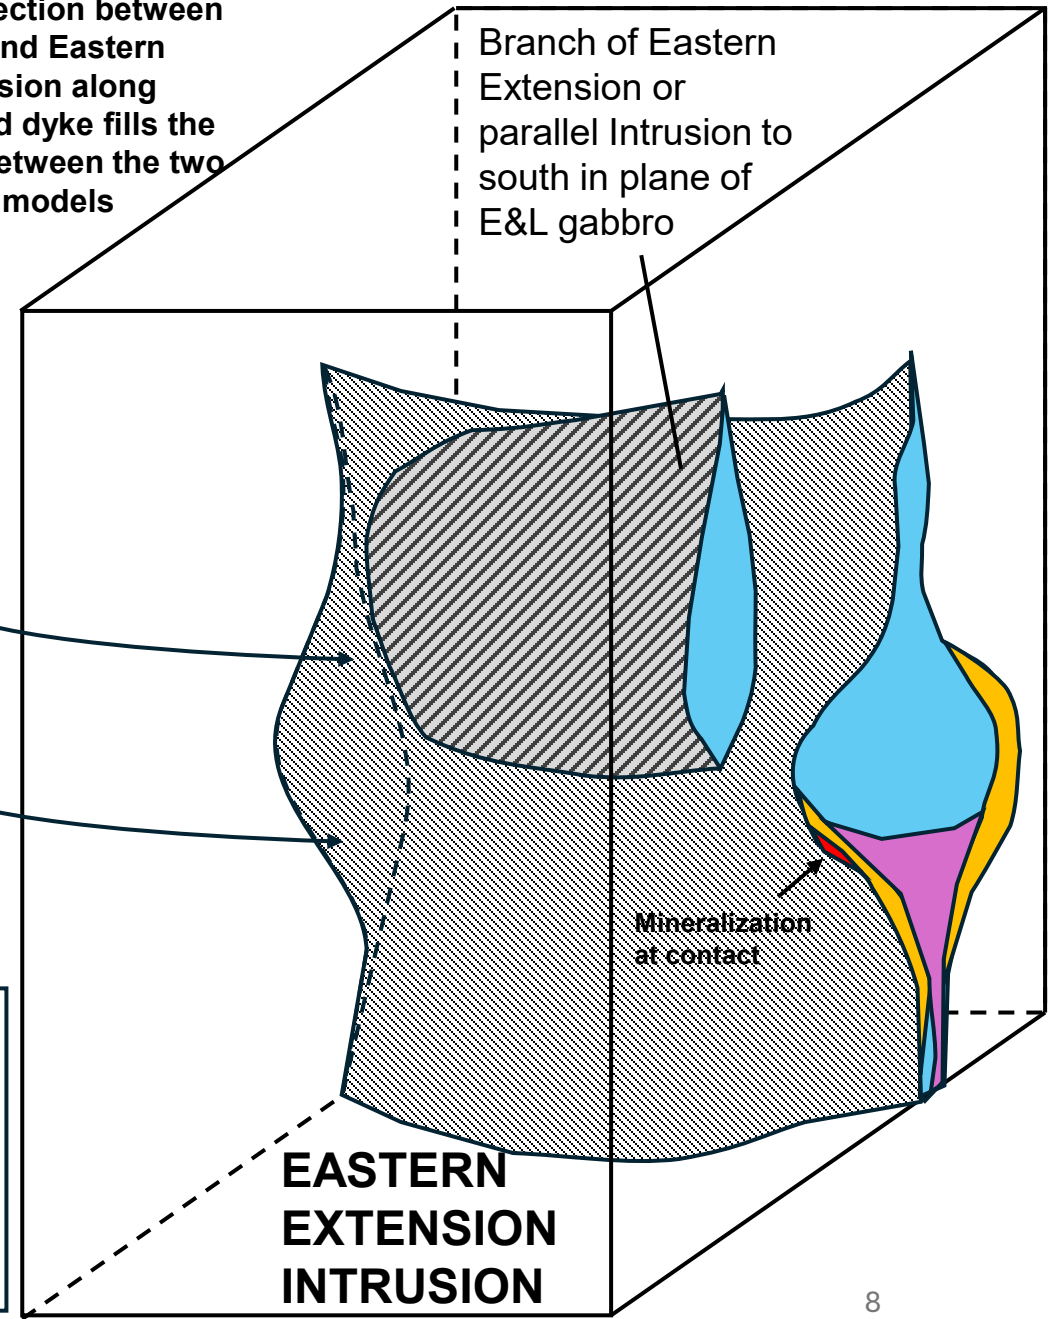 ection between
nd Eastern
sion along
d dyke fills the
etween the two
models
Branch of Eastern
Extension or
parallel Intrusion to
south in plane of
E&L gabbro
Mineralization
at contact
EASTERN
EXTENSION
INTRUSION
8